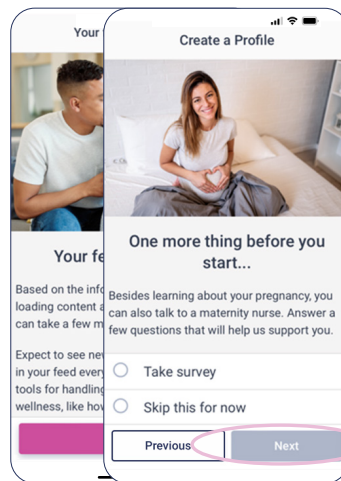 Your
Your fe
Based on the info
loading content a
can take a few m
Expect to see new
in your feed every
tools for handling
wellness, like how
Create a Profile
One more thing before you
start...
Besides learning about your pregnancy, you
can also talk to a maternity nurse. Answer a
few questions that will help us support you.
Take survey
Skip this for now
Previous
Next